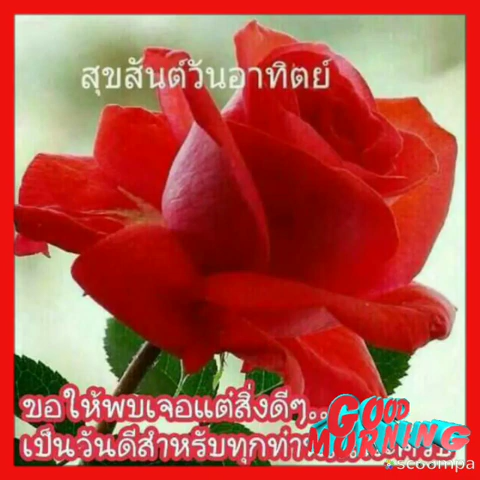 สุขสันต์วันอาทิตย์
ขอให้พบเจอแต่สิ่งดีๆ..
เป็นวันดีสำหรับทุกท่าน
GOOD
MORNING
scoompa